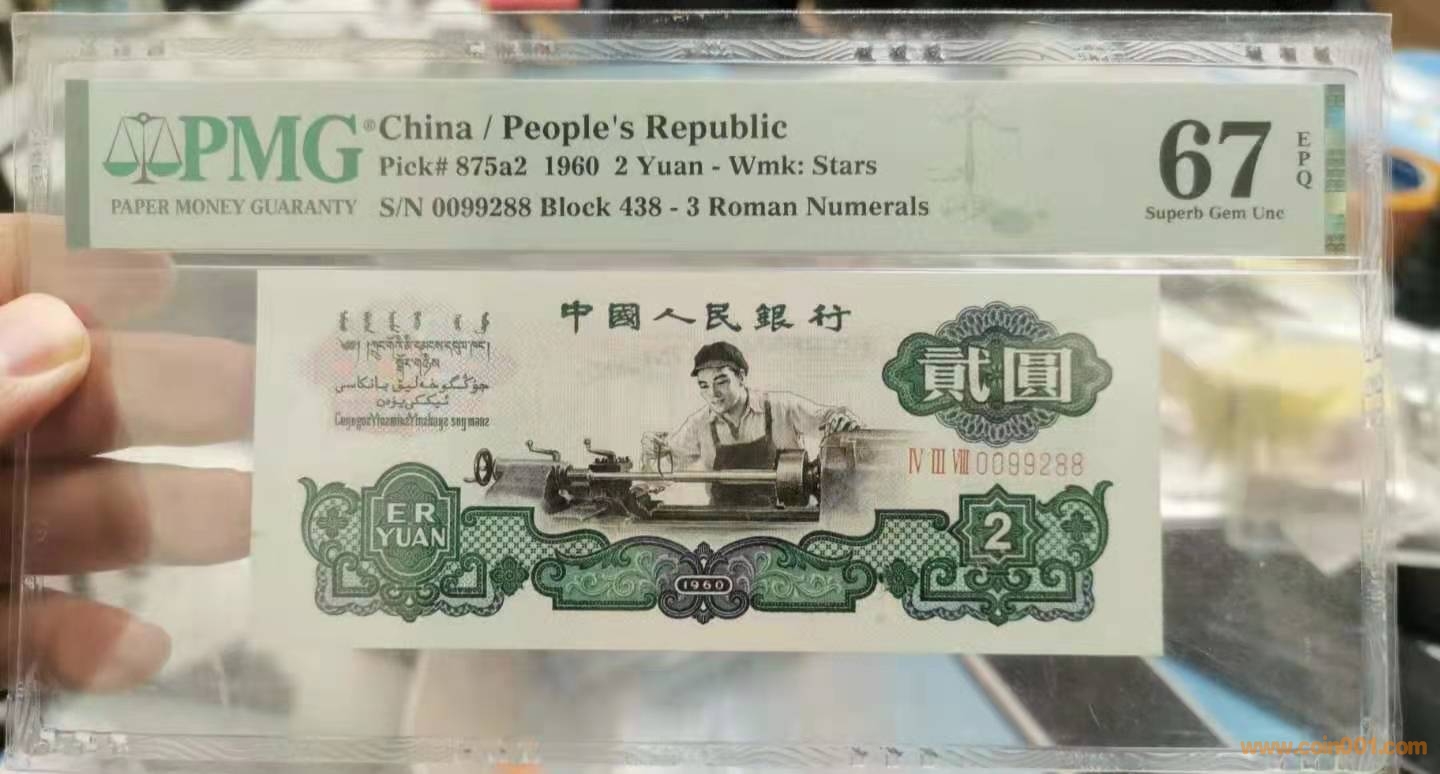 PMG® China / People's Republic
Pick# 875a2 1960 2 Yuan - Wmk: Stars
PAPER MONEY GUARANTY S/N 0099288 Block 438 - 3 Roman Numerals
67 EPQ
Superb Gem Unc
中國人民銀行
貳圓
IV III VIII 0099288
ER
YUAN
2
1960
www.coin001.com